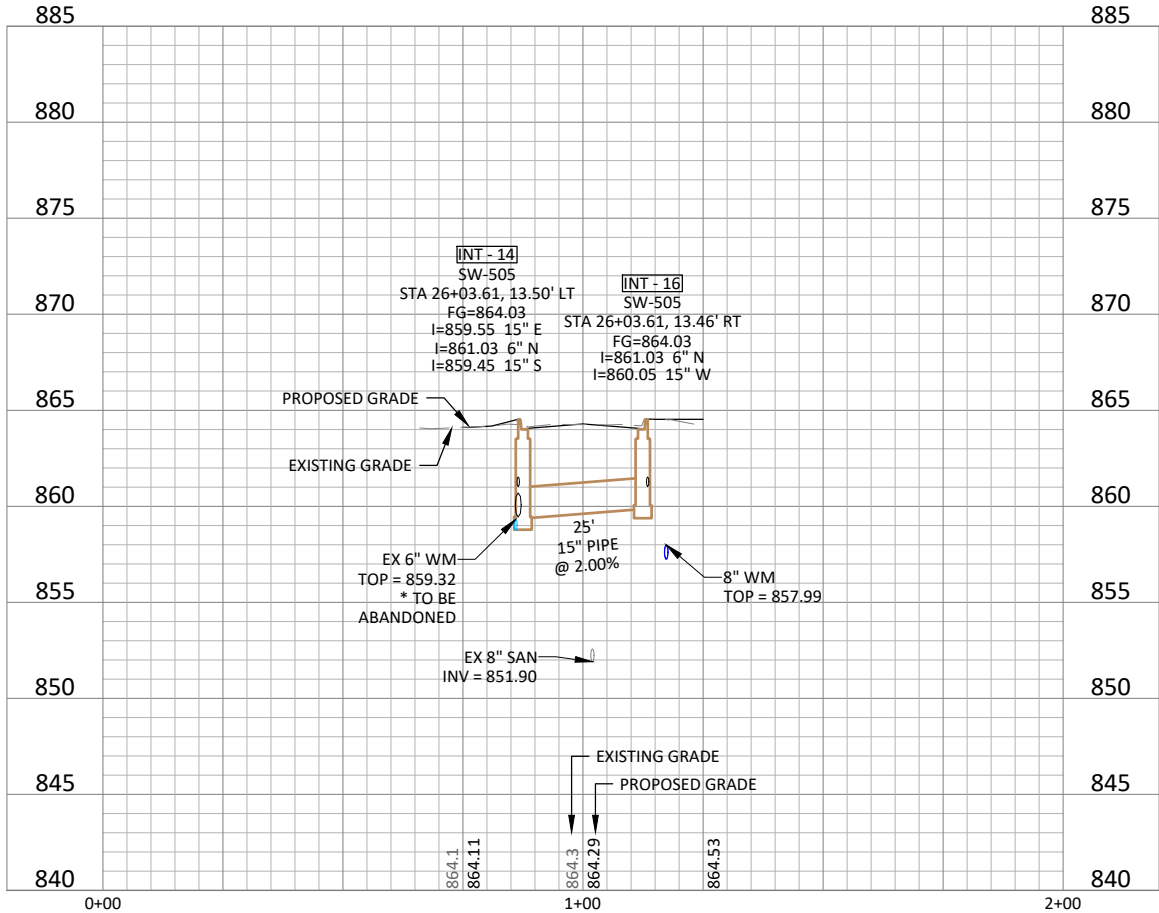 885
885
880
880
875
875
INT - 14
SW-505
STA 26+03.61, 13.50' LT
FG=864.03
I=859.55 15" E
I=861.03 6" N
I=859.45 15" S
INT - 16
SW-505
STA 26+03.61, 13.46' RT
FG=864.03
I=861.03 6" N
I=860.05 15" W
870
870
PROPOSED GRADE
865
865
EXISTING GRADE
860
860
25'
15" PIPE
@ 2.00%
EX 6" WM
TOP = 859.32
* TO BE
ABANDONED
8" WM
TOP = 857.99
855
855
EX 8" SAN
INV = 851.90
850
850
EXISTING GRADE
PROPOSED GRADE
845
845
864.1
864.11
864.3
864.29
864.53
840
840
0+00
1+00
2+00